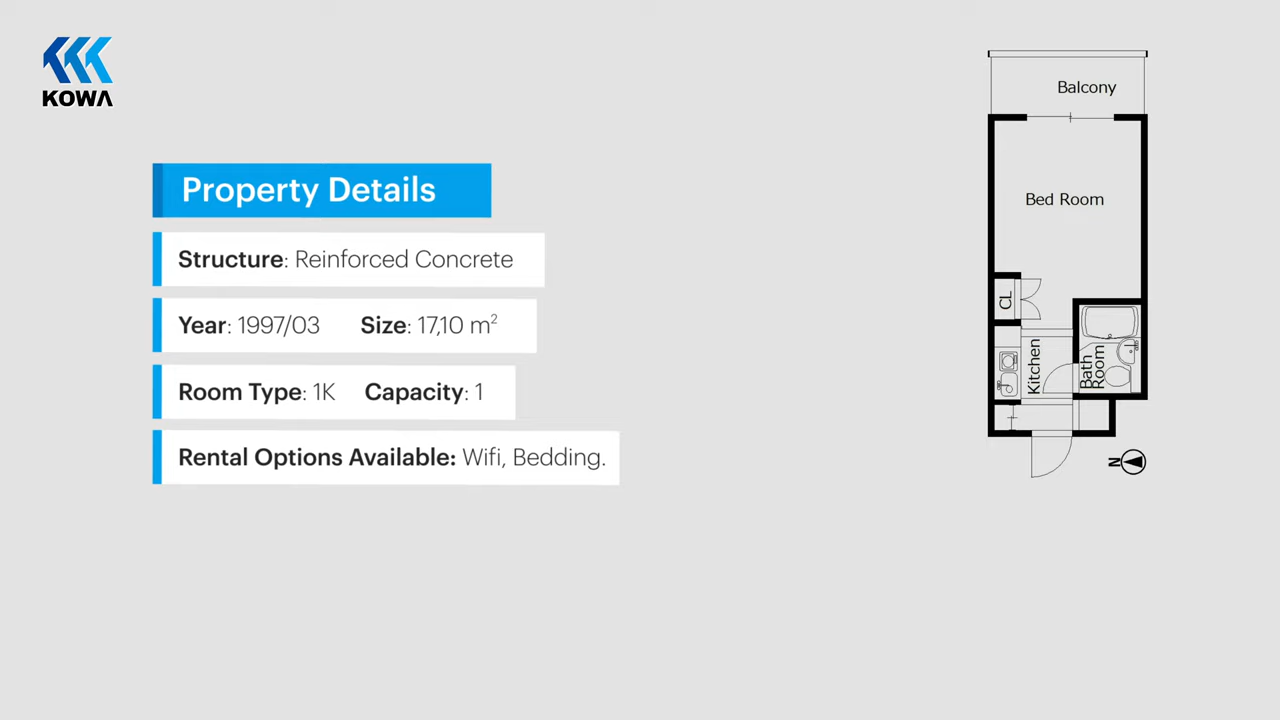 KOWA
Property Details
Structure: Reinforced Concrete
Year: 1997/03 Size: 17,10 m²
Room Type: 1K Capacity: 1
Rental Options Available: Wifi, Bedding.
Balcony
Bed Room
CL
Kitchen
Bath
Room
N